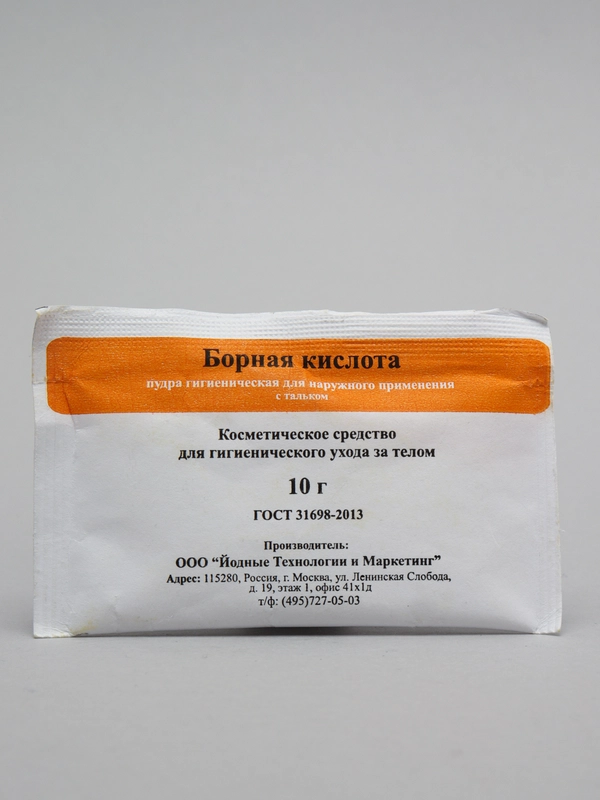 Борная кислота
пудра гигиеническая для наружного применения
с тальком
Косметическое средство
для гигиенического ухода за телом
10 г
ГОСТ 31698-2013
Производитель:
ООО “Йодные Технологии и Маркетинг”
Адрес: 115280, Россия, г. Москва, ул. Ленинская Слобода,
д. 19, этаж 1, офис 41х1д
т/ф: (495)727-05-03